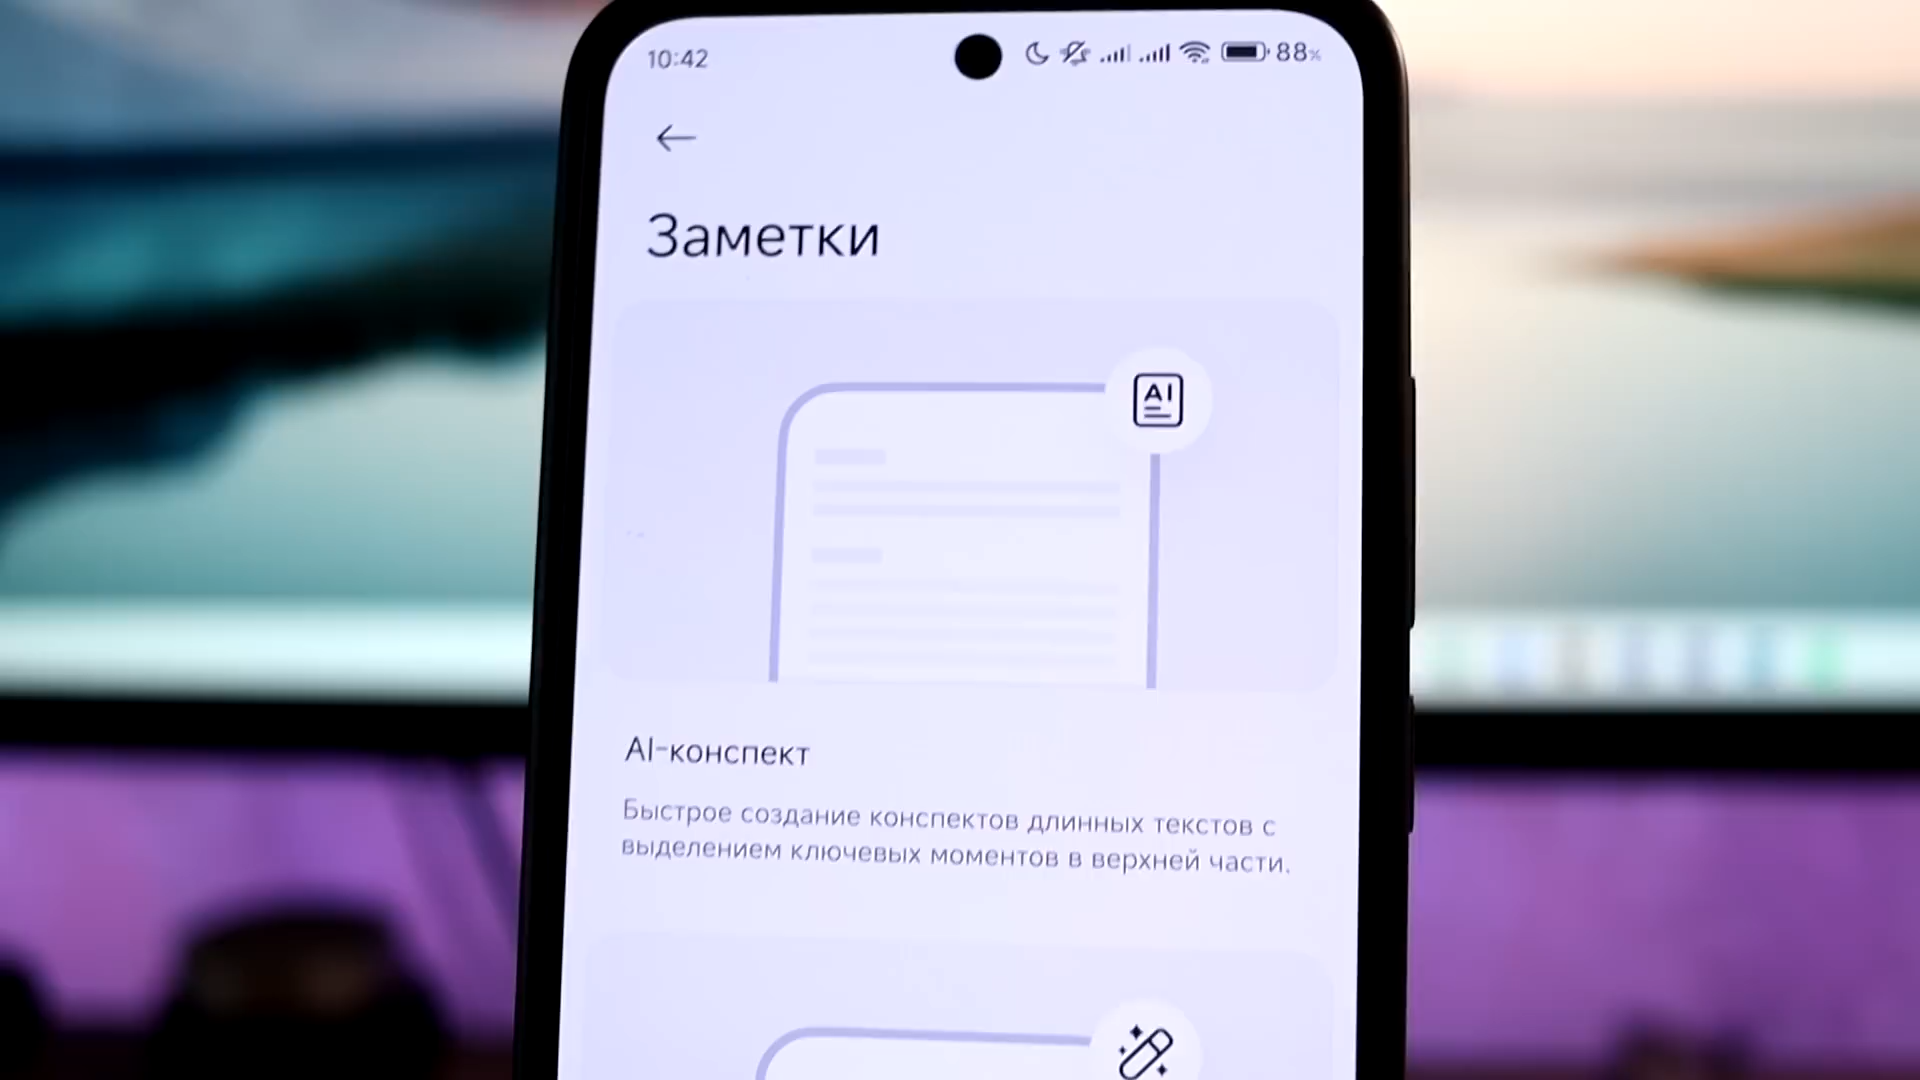 10:42
88%
Заметки
AI
AI-конспект
Быстрое создание конспектов длинных текстов с
выделением ключевых моментов в верхней части.